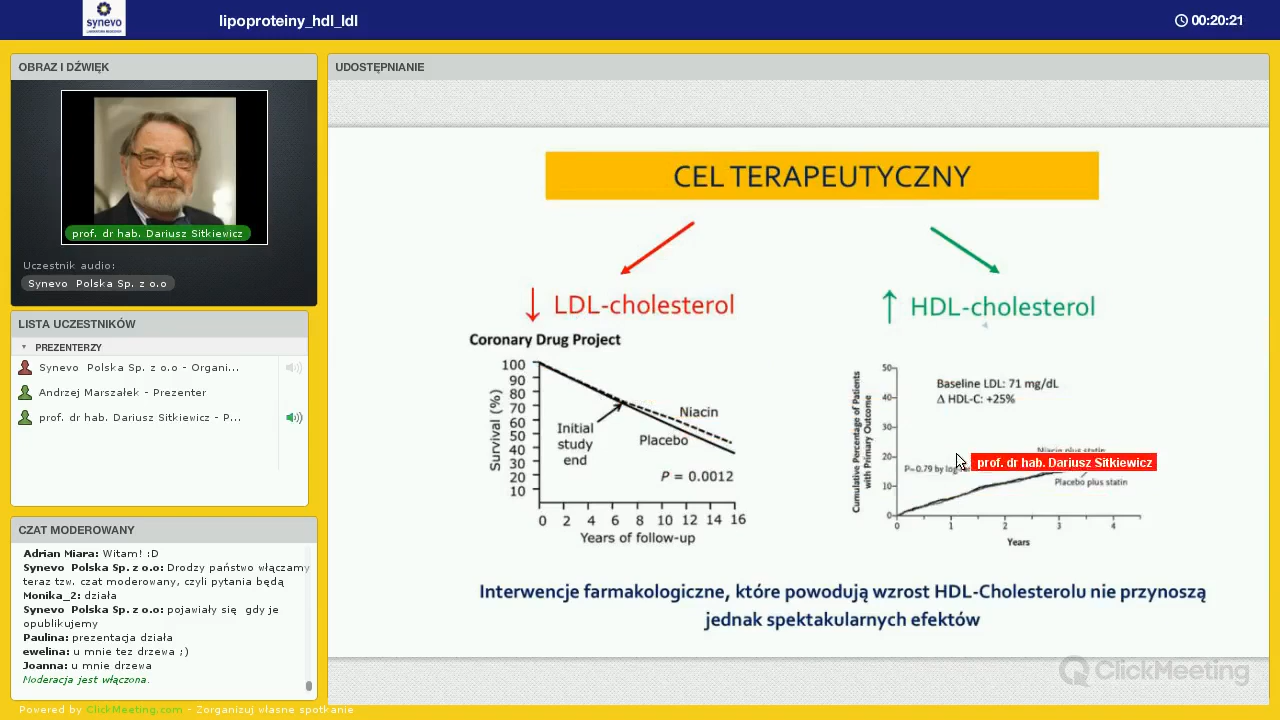 synevo
lipoproteiny_hdl_ldl
00:20:21
OBRAZ I DŹWIĘK
prof. dr hab. Dariusz Sitkiewicz
Uczestnik audio:
Synevo Polska Sp. z o.o
LISTA UCZESTNIKÓW
PREZENTERZY
Synevo Polska Sp. z o.o - Organi...
Andrzej Marszałek - Prezenter
prof. dr hab. Dariusz Sitkiewicz - P...
CZAT MODEROWANY
Adrian Miara: Witam! :D
Synevo Polska Sp. z o.o: Drodzy państwo włączamy
teraz tzw. czat moderowany, czyli pytania będą
Monika_2: działa
Synevo Polska Sp. z o.o: pojawiały się gdy je
opublikujemy
Paulina: prezentacja działa
ewelina: u mnie tez drzewa ;)
Joanna: u mnie drzewa
Moderacja jest włączona.
Powered by ClickMeeting.com - Zorganizuj własne spotkanie
UDOSTĘPNIANIE
CEL TERAPEUTYCZNY
↓ LDL-cholesterol
Coronary Drug Project
Survival (%)
100
90
80
70
60
50
40
30
20
10
Initial
study
end
Niacin
Placebo
P = 0.0012
0 2 4 6 8 10 12 14 16
Years of follow-up
↑ HDL-cholesterol
Cumulative Percentage of Patients
with Primary Outcome
50
40
30
20
10
0
Baseline LDL: 71 mg/dL
Δ HDL-C: +25%
Niacin plus statin
P=0.79 by
prof. dr hab. Dariusz Sitkiewicz
Placebo plus statin
0 1 2 3 4
Years
Interwencje farmakologiczne, które powodują wzrost HDL-Cholesterolu nie przynoszą
jednak spektakularnych efektów
ClickMeeting